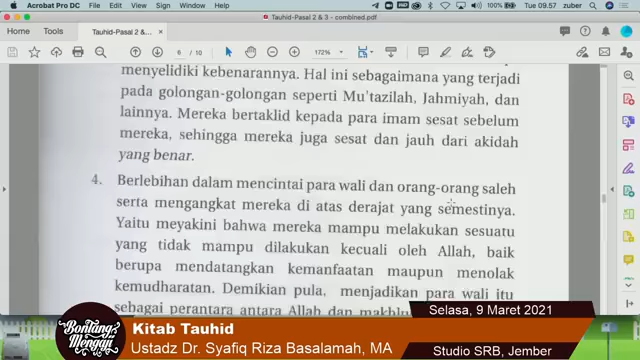 Acrobat Pro DC File Edit View Window Help
100% Tue 09.57 zuber
Tauhid-Pasal 2 & 3 - combined.pdf
Home Tools Tauhid-Pasal 2 &...
6 / 10 172%
menyelidiki kebenarannya. Hal ini sebagaimana yang terjadi
pada golongan-golongan seperti Mu'tazilah, Jahmiyah, dan
lainnya. Mereka bertaklid kepada para imam sesat sebelum
mereka, sehingga mereka juga sesat dan jauh dari akidah
yang benar.
4. Berlebihan dalam mencintai para wali dan orang-orang saleh
serta mengangkat mereka di atas derajat yang semestinya.
Yaitu meyakini bahwa mereka mampu melakukan sesuatu
yang tidak mampu dilakukan kecuali oleh Allah, baik
berupa mendatangkan kemanfaatan maupun menolak
kemudharatan. Demikian pula, menjadikan para wali itu
sebagai perantara antara Allah dan
Selasa, 9 Maret 2021
Bontang
Mengaji
Kitab Tauhid
Ustadz Dr. Syafiq Riza Basalamah, MA
Studio SRB, Jember